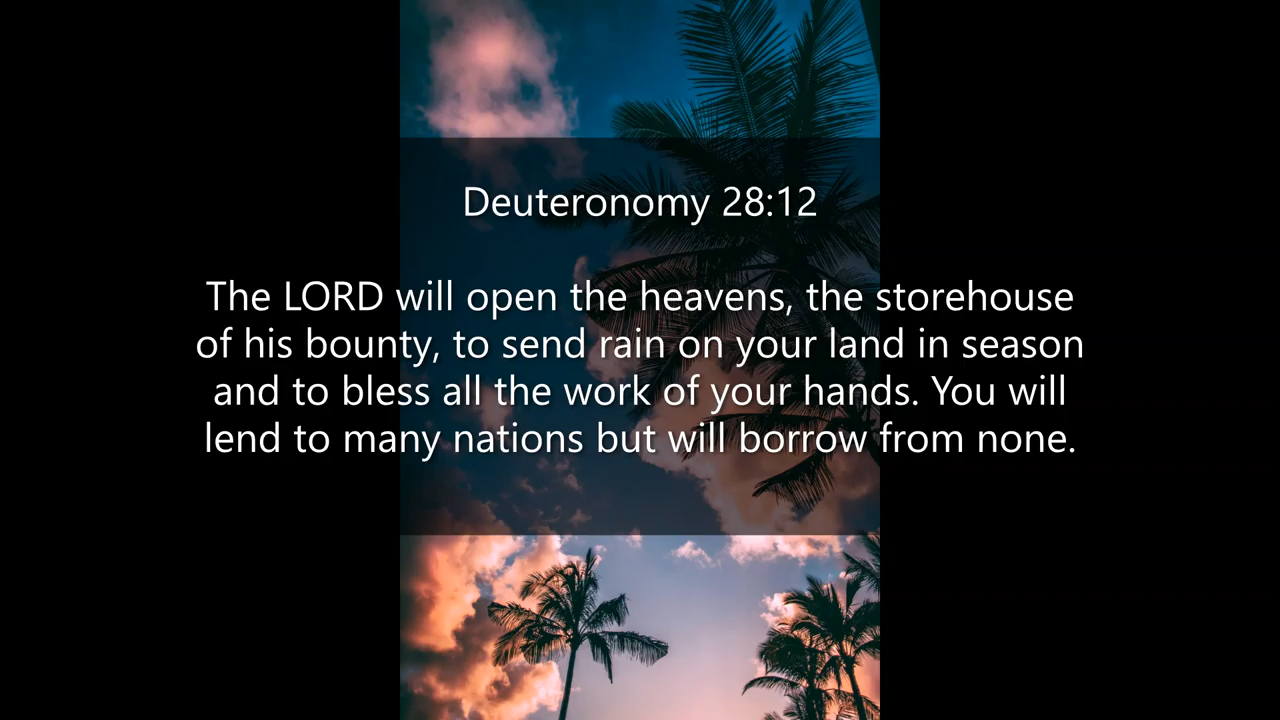 Deuteronomy 28:12
The LORD will open the heavens, the storehouse
of his bounty, to send rain on your land in season
and to bless all the work of your hands. You will
lend to many nations but will borrow from none.